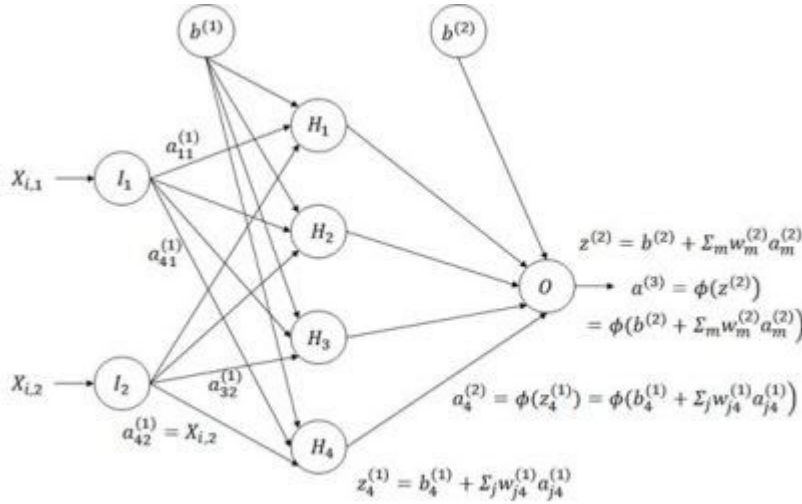 b^{(1)}
b^{(2)}
H_1
a_{11}^{(1)}
X_{i,1}
I_1
H_2
a_{41}^{(1)}
z^{(2)} = b^{(2)} + Σ_m w_m^{(2)} a_m^{(2)}
O
a^{(3)} = ϕ(z^{(2)})
= ϕ(b^{(2)} + Σ_m w_m^{(2)} a_m^{(2)})
H_3
X_{i,2}
I_2
a_{32}^{(1)}
a_4^{(2)} = ϕ(z_4^{(1)}) = ϕ(b_4^{(1)} + Σ_j w_{j4}^{(1)} a_{j4}^{(1)})
a_{42}^{(1)} = X_{i,2}
H_4
z_4^{(1)} = b_4^{(1)} + Σ_j w_{j4}^{(1)} a_{j4}^{(1)}